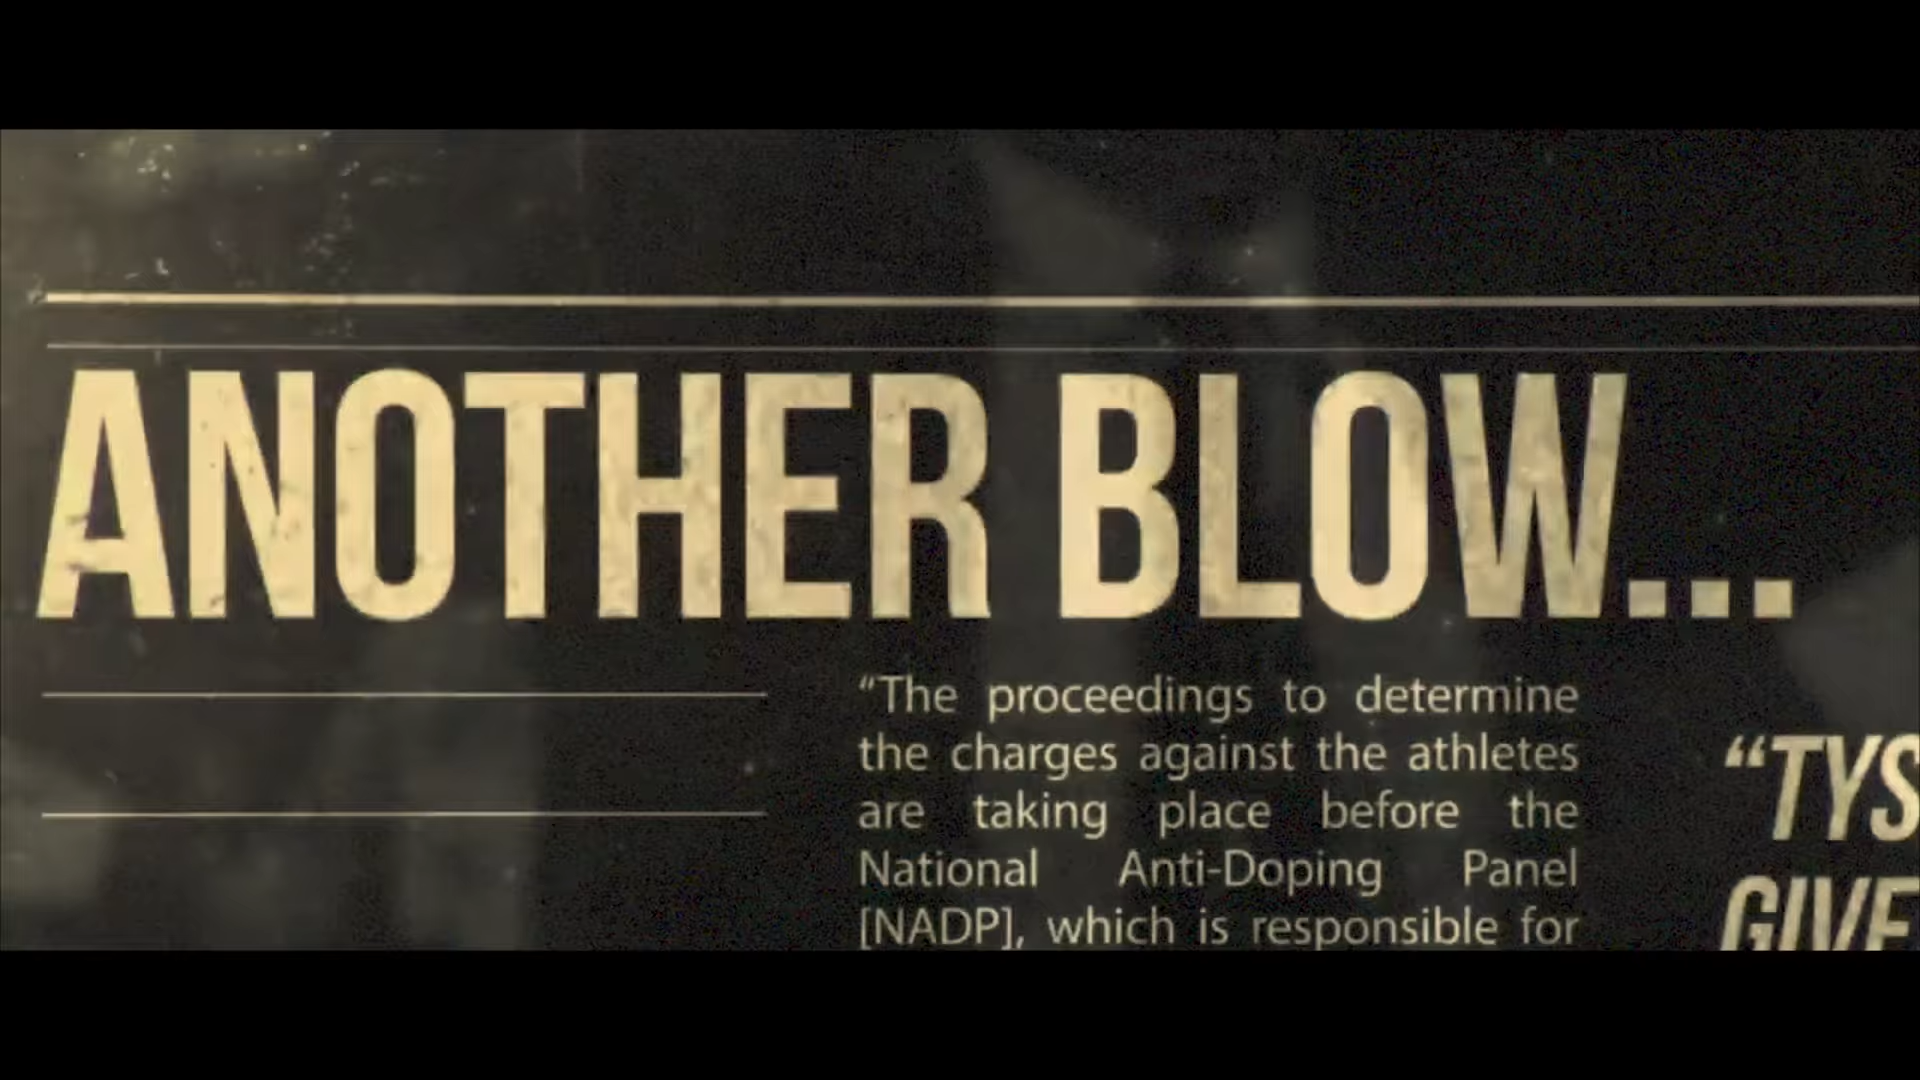 ANOTHER BLOW...
“The proceedings to determine
the charges against the athletes
are taking place before the
National Anti-Doping Panel
[NADP], which is responsible for
“TYS
GIVE